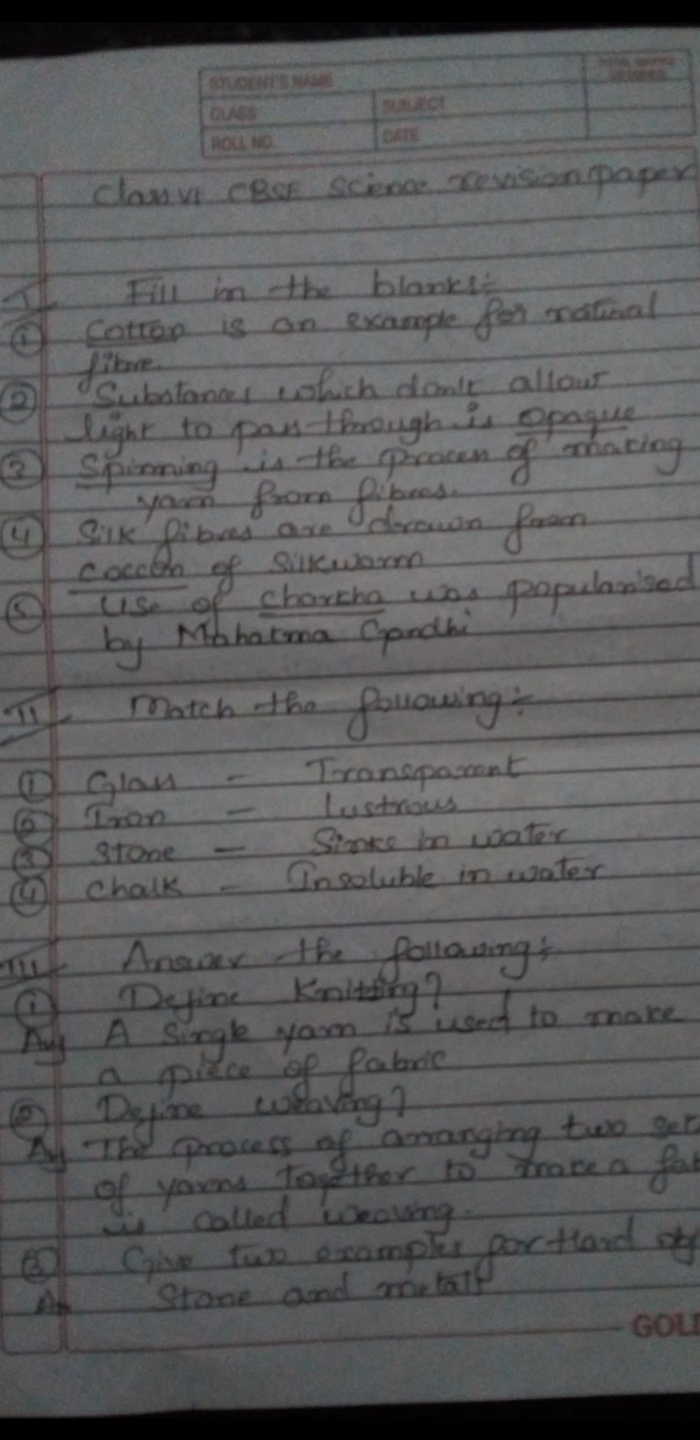 STUDENT'S NAME
CLASS
SUBJECT
ROLL NO.
DATE
Class VI CBSE Science revision paper
I Fill in the blanks:-
① Cotton is an example for natural
fibre.
② Substances which don't allow
light to pass through is opaque
③ Spinning is the process of making
yarn from fibres.
④ Silk fibres are drawn from
coccon of silkworm
⑤ Use of charkha was popularised
by Mahatma Gandhi
II Match the following:-
① Glass - Transparent
② Iron - lustrous
③ Stone - Sinks in water
④ Chalk - Insoluble in water
III Answer the following:-
① Define Knitting?
Ans A Single yarn is used to make
a piece of fabric
② Define weaving?
Ans The process of arranging two set
of yarns together to make a fab
is called weaving.
③ Give two examples for Hard obj
An Stone and metals
GOLD